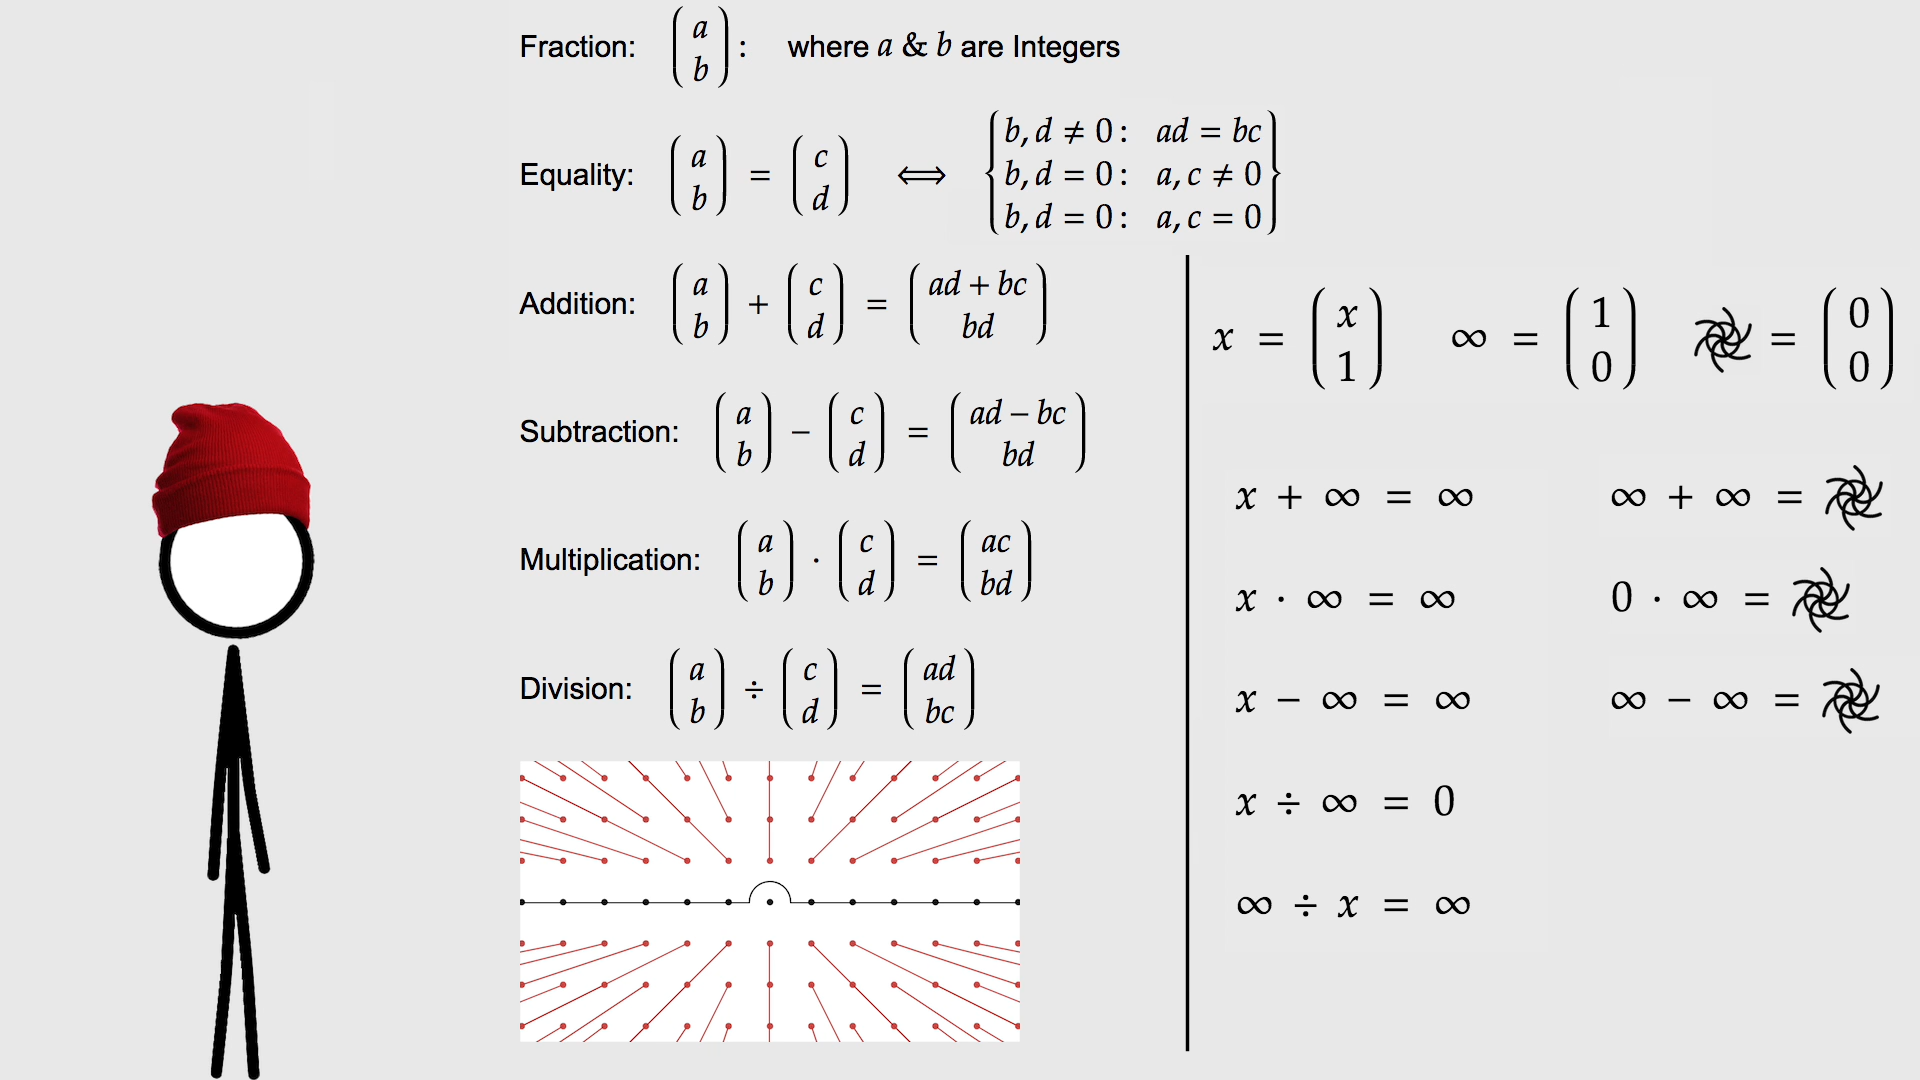 Fraction: (a b) : where a & b are Integers
Equality: (a b) = (c d) ⟺ {b, d ≠ 0: ad = bc
b, d = 0: a, c ≠ 0
b, d = 0: a, c = 0}
Addition: (a b) + (c d) = (ad + bc bd)
Subtraction: (a b) − (c d) = (ad − bc bd)
Multiplication: (a b) · (c d) = (ac bd)
Division: (a b) ÷ (c d) = (ad bc)
x = (x 1) ∞ = (1 0) = (0 0)
x + ∞ = ∞ ∞ + ∞ =
x · ∞ = ∞ 0 · ∞ =
x − ∞ = ∞ ∞ − ∞ =
x ÷ ∞ = 0
∞ ÷ x = ∞